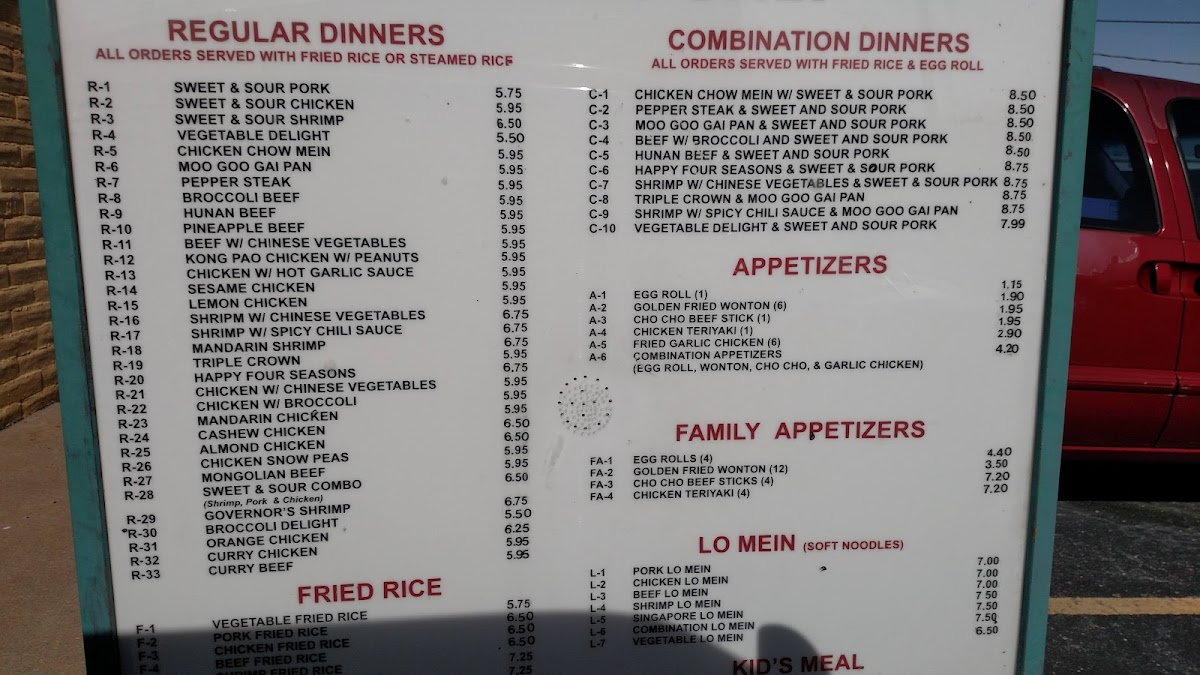 REGULAR DINNERS
ALL ORDERS SERVED WITH FRIED RICE OR STEAMED RICE
R-1 SWEET & SOUR PORK 5.75
R-2 SWEET & SOUR CHICKEN 5.95
R-3 SWEET & SOUR SHRIMP 6.50
R-4 VEGETABLE DELIGHT 5.50
R-5 CHICKEN CHOW MEIN 5.95
R-6 MOO GOO GAI PAN 5.95
R-7 PEPPER STEAK 5.95
R-8 BROCCOLI BEEF 5.95
R-9 HUNAN BEEF 5.95
R-10 PINEAPPLE BEEF 5.95
R-11 BEEF W/ CHINESE VEGETABLES 5.95
R-12 KONG PAO CHICKEN W/ PEANUTS 5.95
R-13 CHICKEN W/ HOT GARLIC SAUCE 5.95
R-14 SESAME CHICKEN 5.95
R-15 LEMON CHICKEN 5.95
R-16 SHRIPM W/ CHINESE VEGETABLES 6.75
R-17 SHRIMP W/ SPICY CHILI SAUCE 6.75
R-18 MANDARIN SHRIMP 6.75
R-19 TRIPLE CROWN 5.95
R-20 HAPPY FOUR SEASONS 6.75
R-21 CHICKEN W/ CHINESE VEGETABLES 5.95
R-22 CHICKEN W/ BROCCOLI 5.95
R-23 MANDARIN CHICKEN 5.95
R-24 CASHEW CHICKEN 6.50
R-25 ALMOND CHICKEN 6.50
R-26 CHICKEN SNOW PEAS 5.95
R-27 MONGOLIAN BEEF 5.95
R-28 SWEET & SOUR COMBO 6.50
(Shrimp, Pork & Chicken)
R-29 GOVERNOR'S SHRIMP 6.75
R-30 BROCCOLI DELIGHT 5.50
R-31 ORANGE CHICKEN 6.25
R-32 CURRY CHICKEN 5.95
R-33 CURRY BEEF 5.95
FRIED RICE
F-1 VEGETABLE FRIED RICE 5.75
F-2 PORK FRIED RICE 6.50
F-3 CHICKEN FRIED RICE 6.50
F-4 BEEF FRIED RICE 6.50
SHRIMP FRIED RICE 7.25
7.25
COMBINATION DINNERS
ALL ORDERS SERVED WITH FRIED RICE & EGG ROLL
C-1 CHICKEN CHOW MEIN W/ SWEET & SOUR PORK 8.50
C-2 PEPPER STEAK & SWEET AND SOUR PORK 8.50
C-3 MOO GOO GAI PAN & SWEET AND SOUR PORK 8.50
C-4 BEEF W/ BROCCOLI AND SWEET AND SOUR PORK 8.50
C-5 HUNAN BEEF & SWEET AND SOUR PORK 8.50
C-6 HAPPY FOUR SEASONS & SWEET & SOUR PORK 8.75
C-7 SHRIMP W/ CHINESE VEGETABLES & SWEET & SOUR PORK 8.75
C-8 TRIPLE CROWN & MOO GOO GAI PAN 8.75
C-9 SHRIMP W/ SPICY CHILI SAUCE & MOO GOO GAI PAN 8.75
C-10 VEGETABLE DELIGHT & SWEET AND SOUR PORK 7.99
APPETIZERS
A-1 EGG ROLL (1) 1.15
A-2 GOLDEN FRIED WONTON (6) 1.90
A-3 CHO CHO BEEF STICK (1) 1.95
A-4 CHICKEN TERIYAKI (1) 1.95
A-5 FRIED GARLIC CHICKEN (6) 2.90
A-6 COMBINATION APPETIZERS 4.20
(EGG ROLL, WONTON, CHO CHO, & GARLIC CHICKEN)
FAMILY APPETIZERS
FA-1 EGG ROLLS (4) 4.40
FA-2 GOLDEN FRIED WONTON (12) 3.50
FA-3 CHO CHO BEEF STICKS (4) 7.20
FA-4 CHICKEN TERIYAKI (4) 7.20
LO MEIN (SOFT NOODLES)
L-1 PORK LO MEIN 7.00
L-2 CHICKEN LO MEIN 7.00
L-3 BEEF LO MEIN 7.00
L-4 SHRIMP LO MEIN 7 50
L-5 SINGAPORE LO MEIN 7.50
L-6 COMBINATION LO MEIN 7.50
L-7 VEGETABLE LO MEIN 6.50
KID'S MEAL